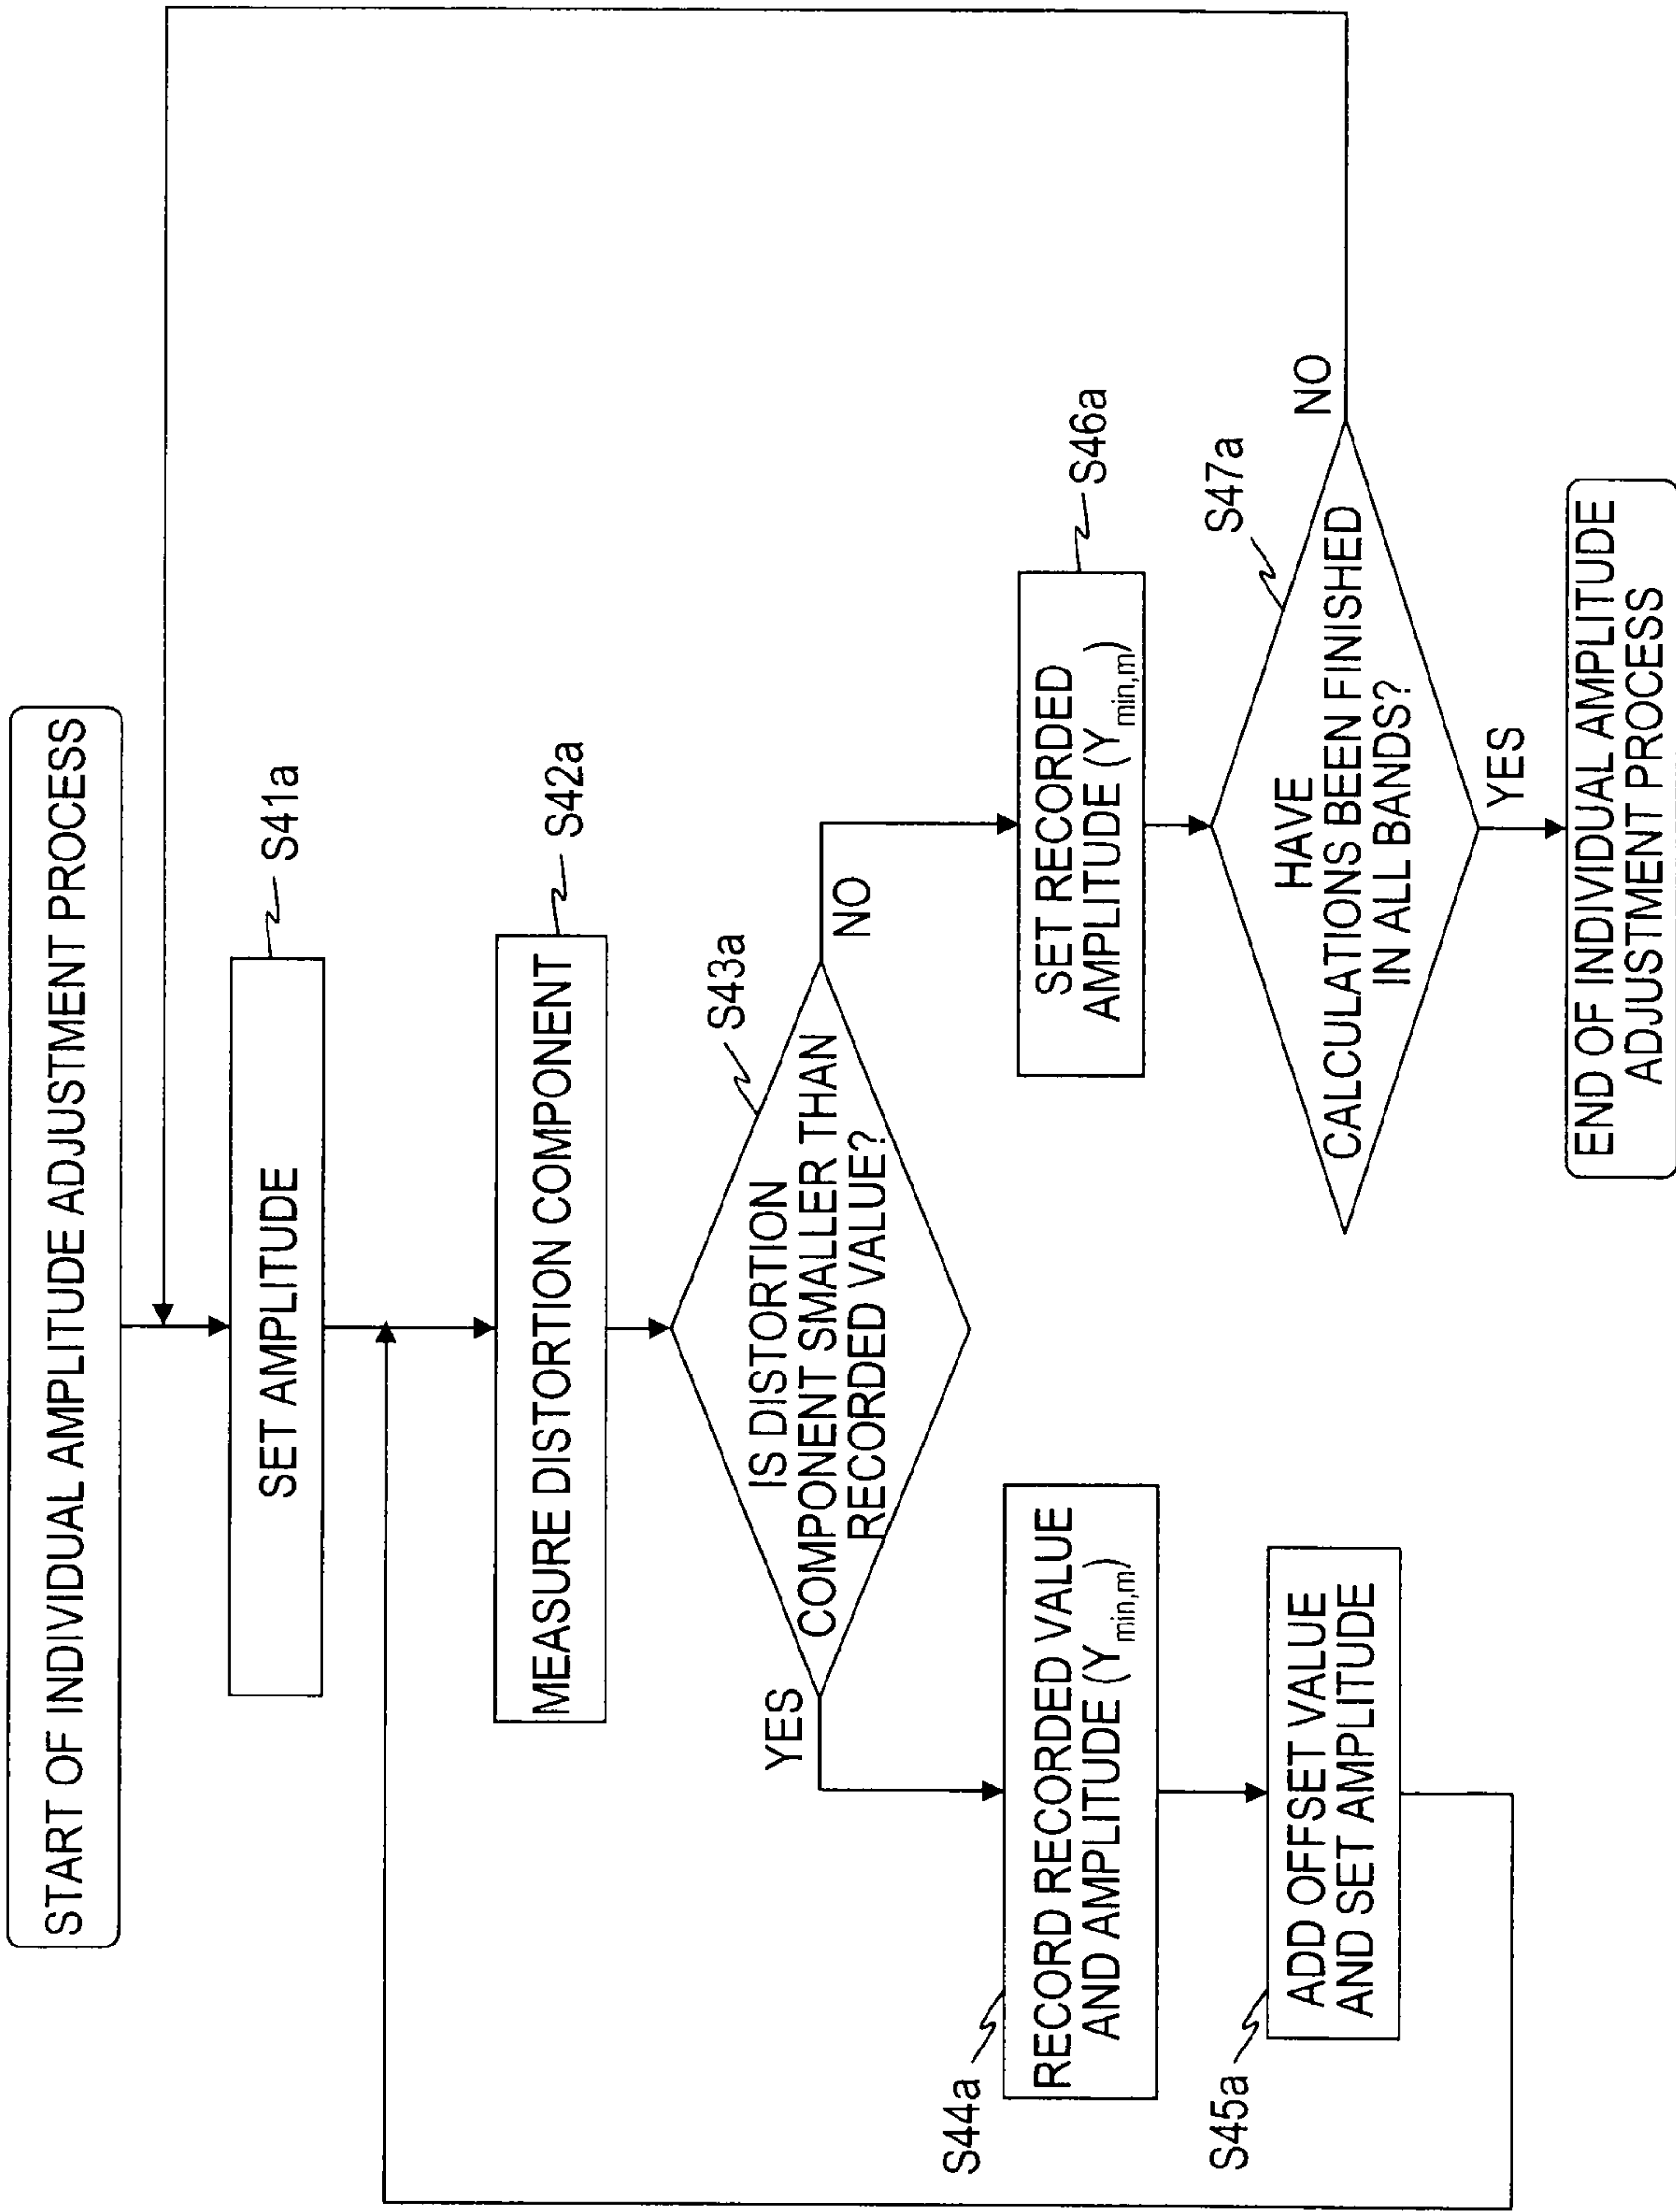 START OF INDIVIDUAL AMPLITUDE ADJUSTMENT PROCESS
SET AMPLITUDE
S41a
MEASURE DISTORTION COMPONENT
S42a
IS DISTORTION
COMPONENT SMALLER THAN
RECORDED VALUE?
S43a
YES
NO
S44a
RECORD RECORDED VALUE
AND AMPLITUDE (Ymin,m)
S45a
ADD OFFSET VALUE
AND SET AMPLITUDE
SET RECORDED
AMPLITUDE (Ymin,m)
S46a
HAVE
CALCULATIONS BEEN FINISHED
IN ALL BANDS?
S47a
NO
YES
END OF INDIVIDUAL AMPLITUDE
ADJUSTMENT PROCESS